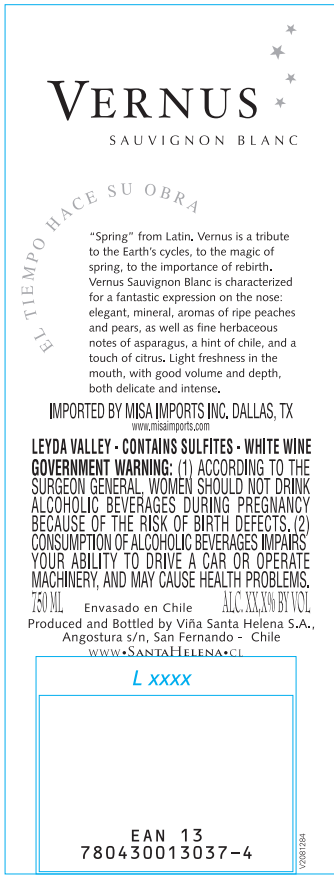 VERNUS
SAUVIGNON BLANC
EL TIEMPO HACE SU OBRA
“Spring” from Latin. Vernus is a tribute
to the Earth’s cycles, to the magic of
spring, to the importance of rebirth.
Vernus Sauvignon Blanc is characterized
for a fantastic expression on the nose:
elegant, mineral, aromas of ripe peaches
and pears, as well as fine herbaceous
notes of asparagus, a hint of chile, and a
touch of citrus. Light freshness in the
mouth, with good volume and depth,
both delicate and intense.
IMPORTED BY MISA IMPORTS INC. DALLAS, TX
www.misaimports.com
LEYDA VALLEY - CONTAINS SULFITES - WHITE WINE
GOVERNMENT WARNING: (1) ACCORDING TO THE
SURGEON GENERAL, WOMEN SHOULD NOT DRINK
ALCOHOLIC BEVERAGES DURING PREGNANCY
BECAUSE OF THE RISK OF BIRTH DEFECTS. (2)
CONSUMPTION OF ALCOHOLIC BEVERAGES IMPAIRS
YOUR ABILITY TO DRIVE A CAR OR OPERATE
MACHINERY, AND MAY CAUSE HEALTH PROBLEMS.
750 ML Envasado en Chile ALC. XX,X% BY VOL
Produced and Bottled by Viña Santa Helena S.A.,
Angostura s/n, San Fernando - Chile
WWW•SANTAHELENA•CL
L xxxx
EAN 13
780430013037-4
V2081284